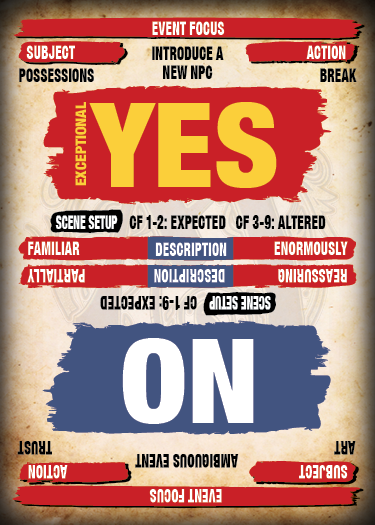 EVENT FOCUS
SUBJECT INTRODUCE A ACTION
POSSESSIONS NEW NPC BREAK
EXCEPTIONAL
YES
SCENE SETUP CF 1-2: EXPECTED CF 3-9: ALTERED
FAMILIAR DESCRIPTION ENORMOUSLY
EVENT FOCUS
SUBJECT AMBIGUOUS EVENT ACTION
ART TRUST
NO
SCENE SETUP CF 1-9: EXPECTED
REASSURING DESCRIPTION PARTIALLY